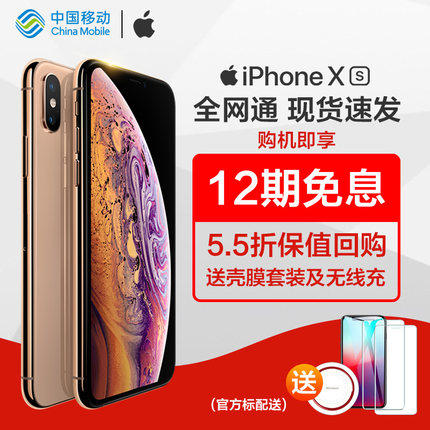 中国移动
China Mobile
iPhone XS
全网通 现货速发
购机即享
12期免息
5.5折保值回购
送壳膜套装及无线充
送
(官方标配送)